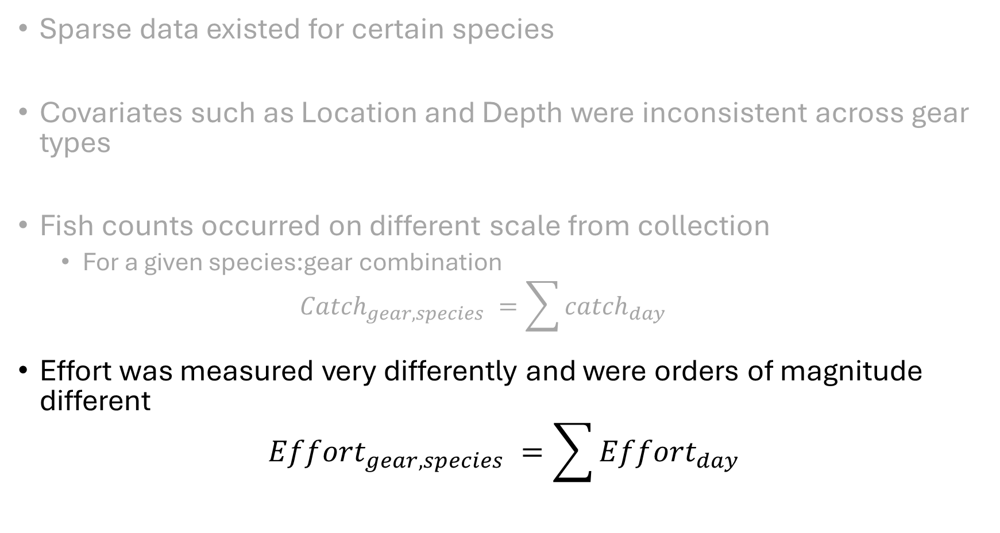 • Sparse data existed for certain species
• Covariates such as Location and Depth were inconsistent across gear
types
• Fish counts occurred on different scale from collection
• For a given species:gear combination
Catch_{gear,species} = ∑ catch_{day}
• Effort was measured very differently and were orders of magnitude
different
Effort_{gear,species} = ∑ Effort_{day}